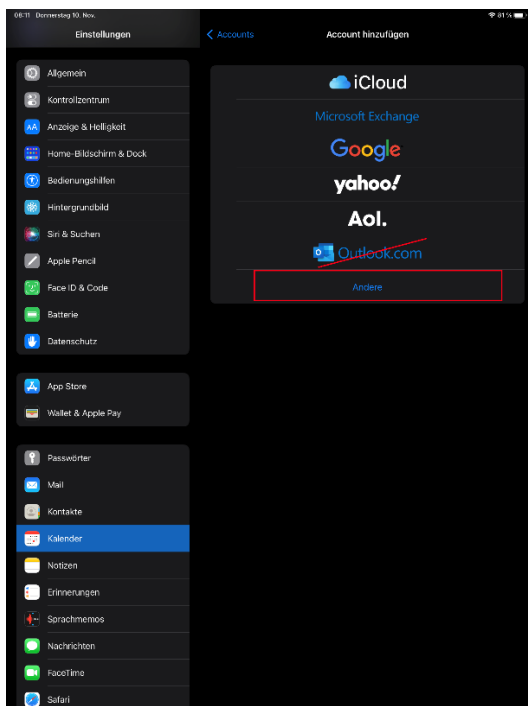 08:11 Donnerstag 10. Nov.
81 %
Einstellungen
Accounts
Account hinzufügen
Allgemein
Kontrollzentrum
AA Anzeige & Helligkeit
Home-Bildschirm & Dock
Bedienungshilfen
Hintergrundbild
Siri & Suchen
Apple Pencil
Face ID & Code
Batterie
Datenschutz
App Store
Wallet & Apple Pay
Passwörter
Mail
Kontakte
Kalender
Notizen
Erinnerungen
Sprachmemos
Nachrichten
FaceTime
Safari
iCloud
Microsoft Exchange
Google
yahoo!
Aol.
Outlook.com
Andere